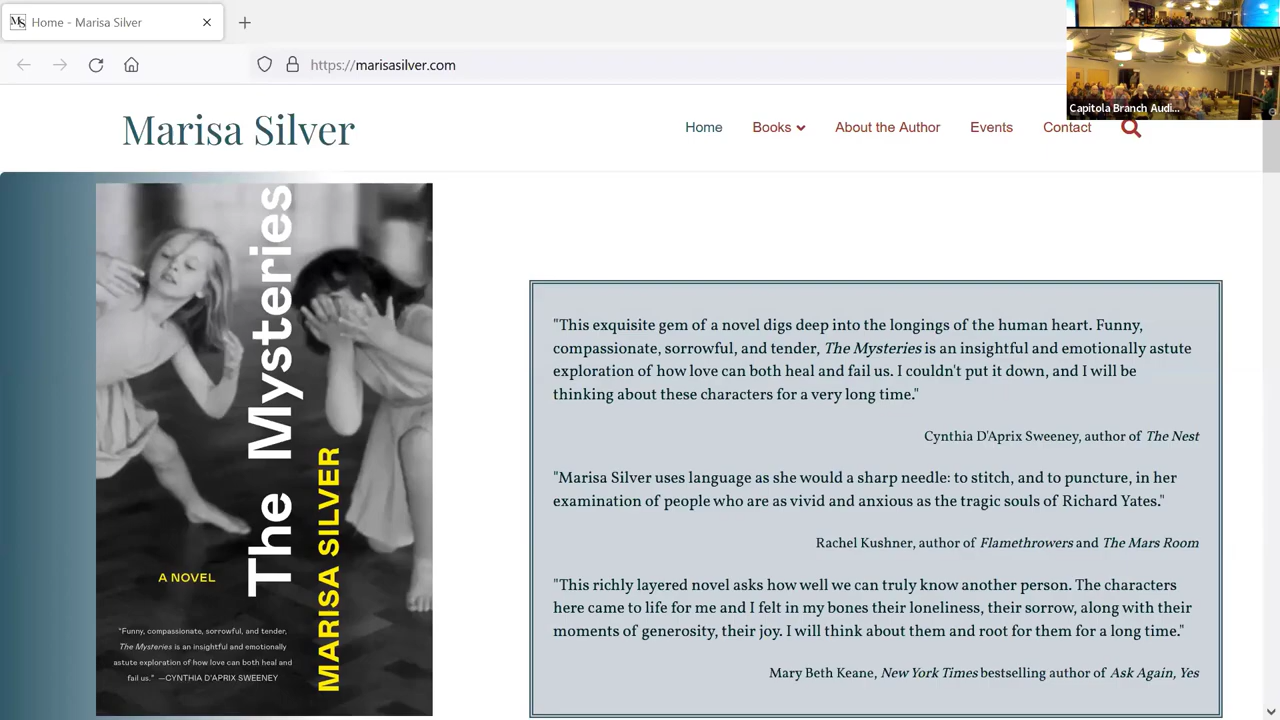 Home - Marisa Silver
https://marisasilver.com
Capitola Branch Audi...
Marisa Silver
Home
Books
About the Author
Events
Contact
The Mysteries
MARISA SILVER
A NOVEL
"Funny, compassionate, sorrowful, and tender,
The Mysteries is an insightful and emotionally
astute exploration of how love can both heal and
fail us." —CYNTHIA D'APRIX SWEENEY
"This exquisite gem of a novel digs deep into the longings of the human heart. Funny,
compassionate, sorrowful, and tender, The Mysteries is an insightful and emotionally astute
exploration of how love can both heal and fail us. I couldn't put it down, and I will be
thinking about these characters for a very long time."
Cynthia D'Aprix Sweeney, author of The Nest
"Marisa Silver uses language as she would a sharp needle: to stitch, and to puncture, in her
examination of people who are as vivid and anxious as the tragic souls of Richard Yates."
Rachel Kushner, author of Flamethrowers and The Mars Room
"This richly layered novel asks how well we can truly know another person. The characters
here came to life for me and I felt in my bones their loneliness, their sorrow, along with their
moments of generosity, their joy. I will think about them and root for them for a long time."
Mary Beth Keane, New York Times bestselling author of Ask Again, Yes